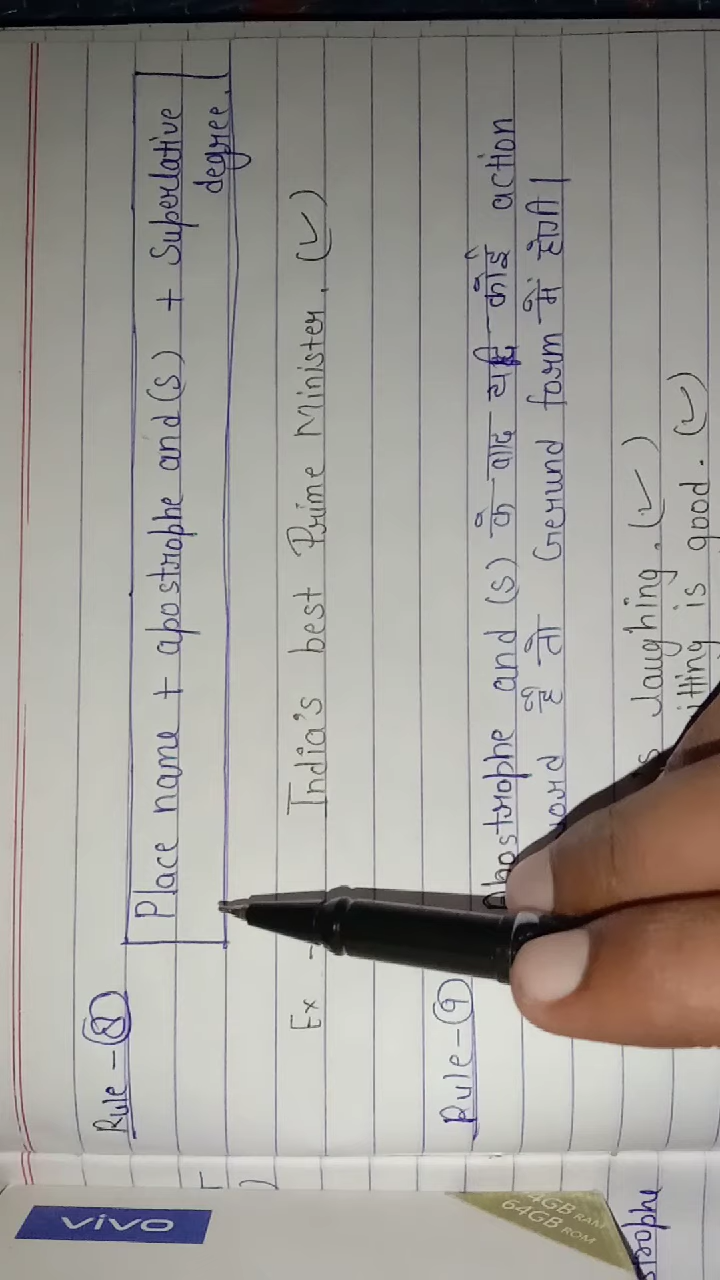 Rule - 8
Place name + apostrophe and (s) + Superlative
degree.
Ex - India's best Prime Minister. (✓)
Rule - 9
Apostrophe and (s) के बाद यदि कोई action
word है तो Gerund form में होगी।
laughing. (✓)
is good. (✓)
vivo
4GB RAM
64GB ROM